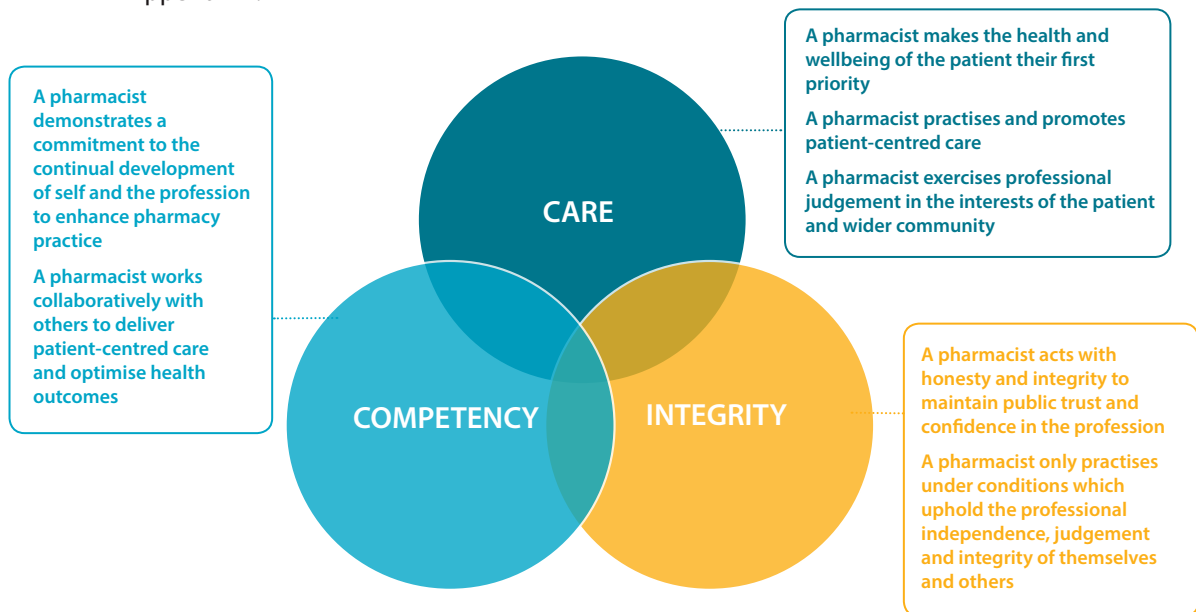 A pharmacist
demonstrates a
commitment to the
continual development
of self and the profession
to enhance pharmacy
practice
A pharmacist works
collaboratively with
others to deliver
patient-centred care
and optimise health
outcomes
CARE
COMPETENCY
INTEGRITY
A pharmacist makes the health and
wellbeing of the patient their first
priority
A pharmacist practises and promotes
patient-centred care
A pharmacist exercises professional
judgement in the interests of the patient
and wider community
A pharmacist acts with
honesty and integrity to
maintain public trust and
confidence in the profession
A pharmacist only practises
under conditions which
uphold the professional
independence, judgement
and integrity of themselves
and others